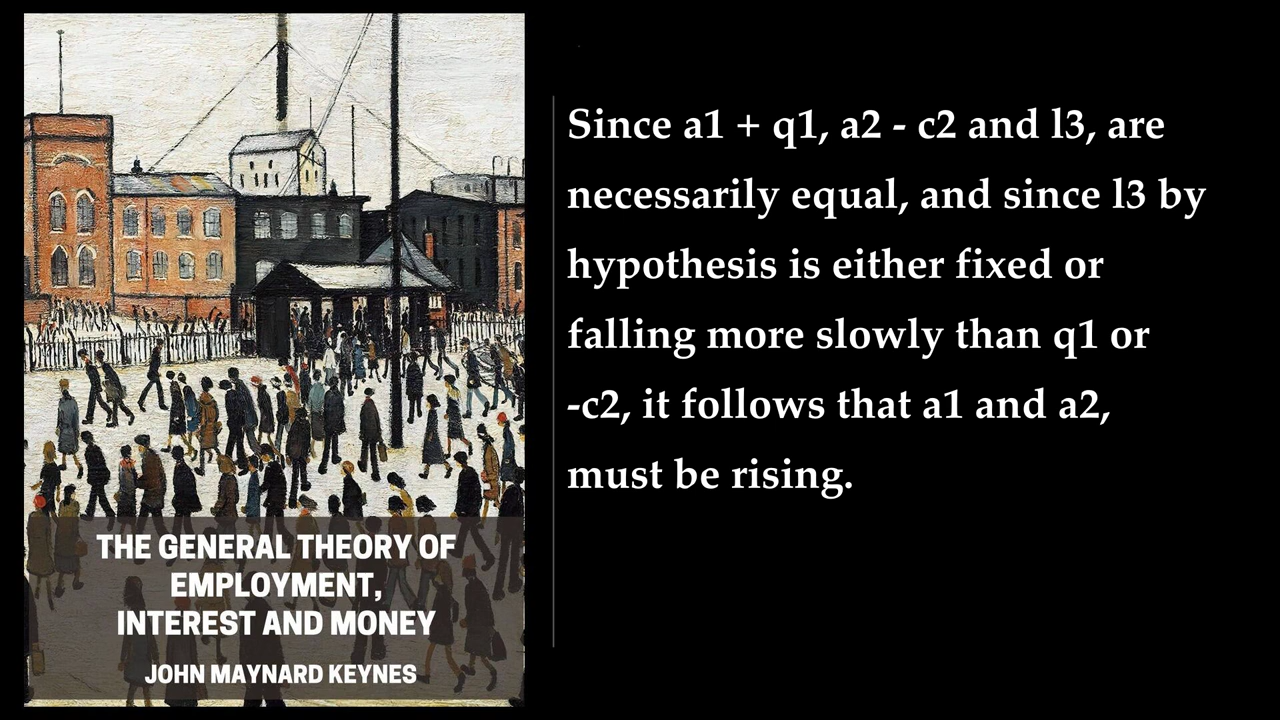 THE GENERAL THEORY OF
EMPLOYMENT,
INTEREST AND MONEY
JOHN MAYNARD KEYNES
Since a1 + q1, a2 - c2 and l3, are
necessarily equal, and since l3 by
hypothesis is either fixed or
falling more slowly than q1 or
-c2, it follows that a1 and a2,
must be rising.